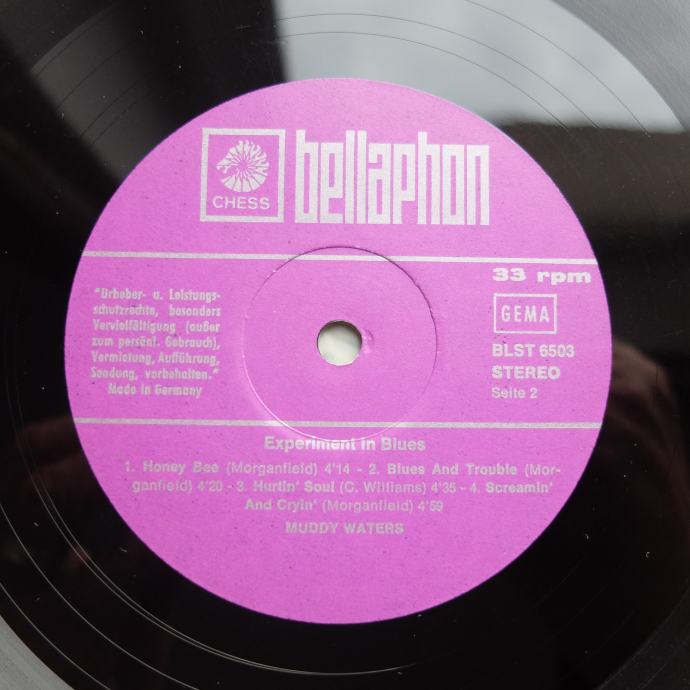 CHESS
bellaphon
33 rpm
"Urheber- u. Leistungs-
schutzrechte, besonders
Vervielfältigung (außer
zum persönl. Gebrauch),
Vermietung, Aufführung,
Sendung, vorbehalten."
Made in Germany
GEMA
BLST 6503
STEREO
Seite 2
Experiment in Blues
1. Honey Bee (Morganfield) 4'14 - 2. Blues And Trouble (Mor-
ganfield) 4'20 - 3. Hurtin' Soul (C. Williams) 4'35 - 4. Screamin'
And Cryin' (Morganfield) 4'59
MUDDY WATERS